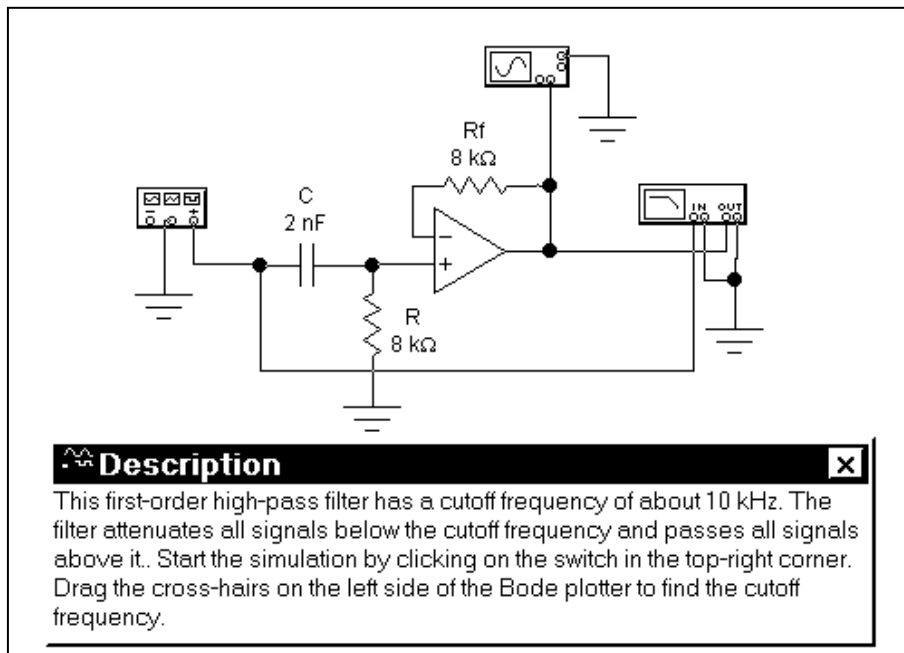 Rf
8 kΩ
C
2 nF
IN OUT
− +
−
+
R
8 kΩ
Description
This first-order high-pass filter has a cutoff frequency of about 10 kHz. The
filter attenuates all signals below the cutoff frequency and passes all signals
above it.. Start the simulation by clicking on the switch in the top-right corner.
Drag the cross-hairs on the left side of the Bode plotter to find the cutoff
frequency.